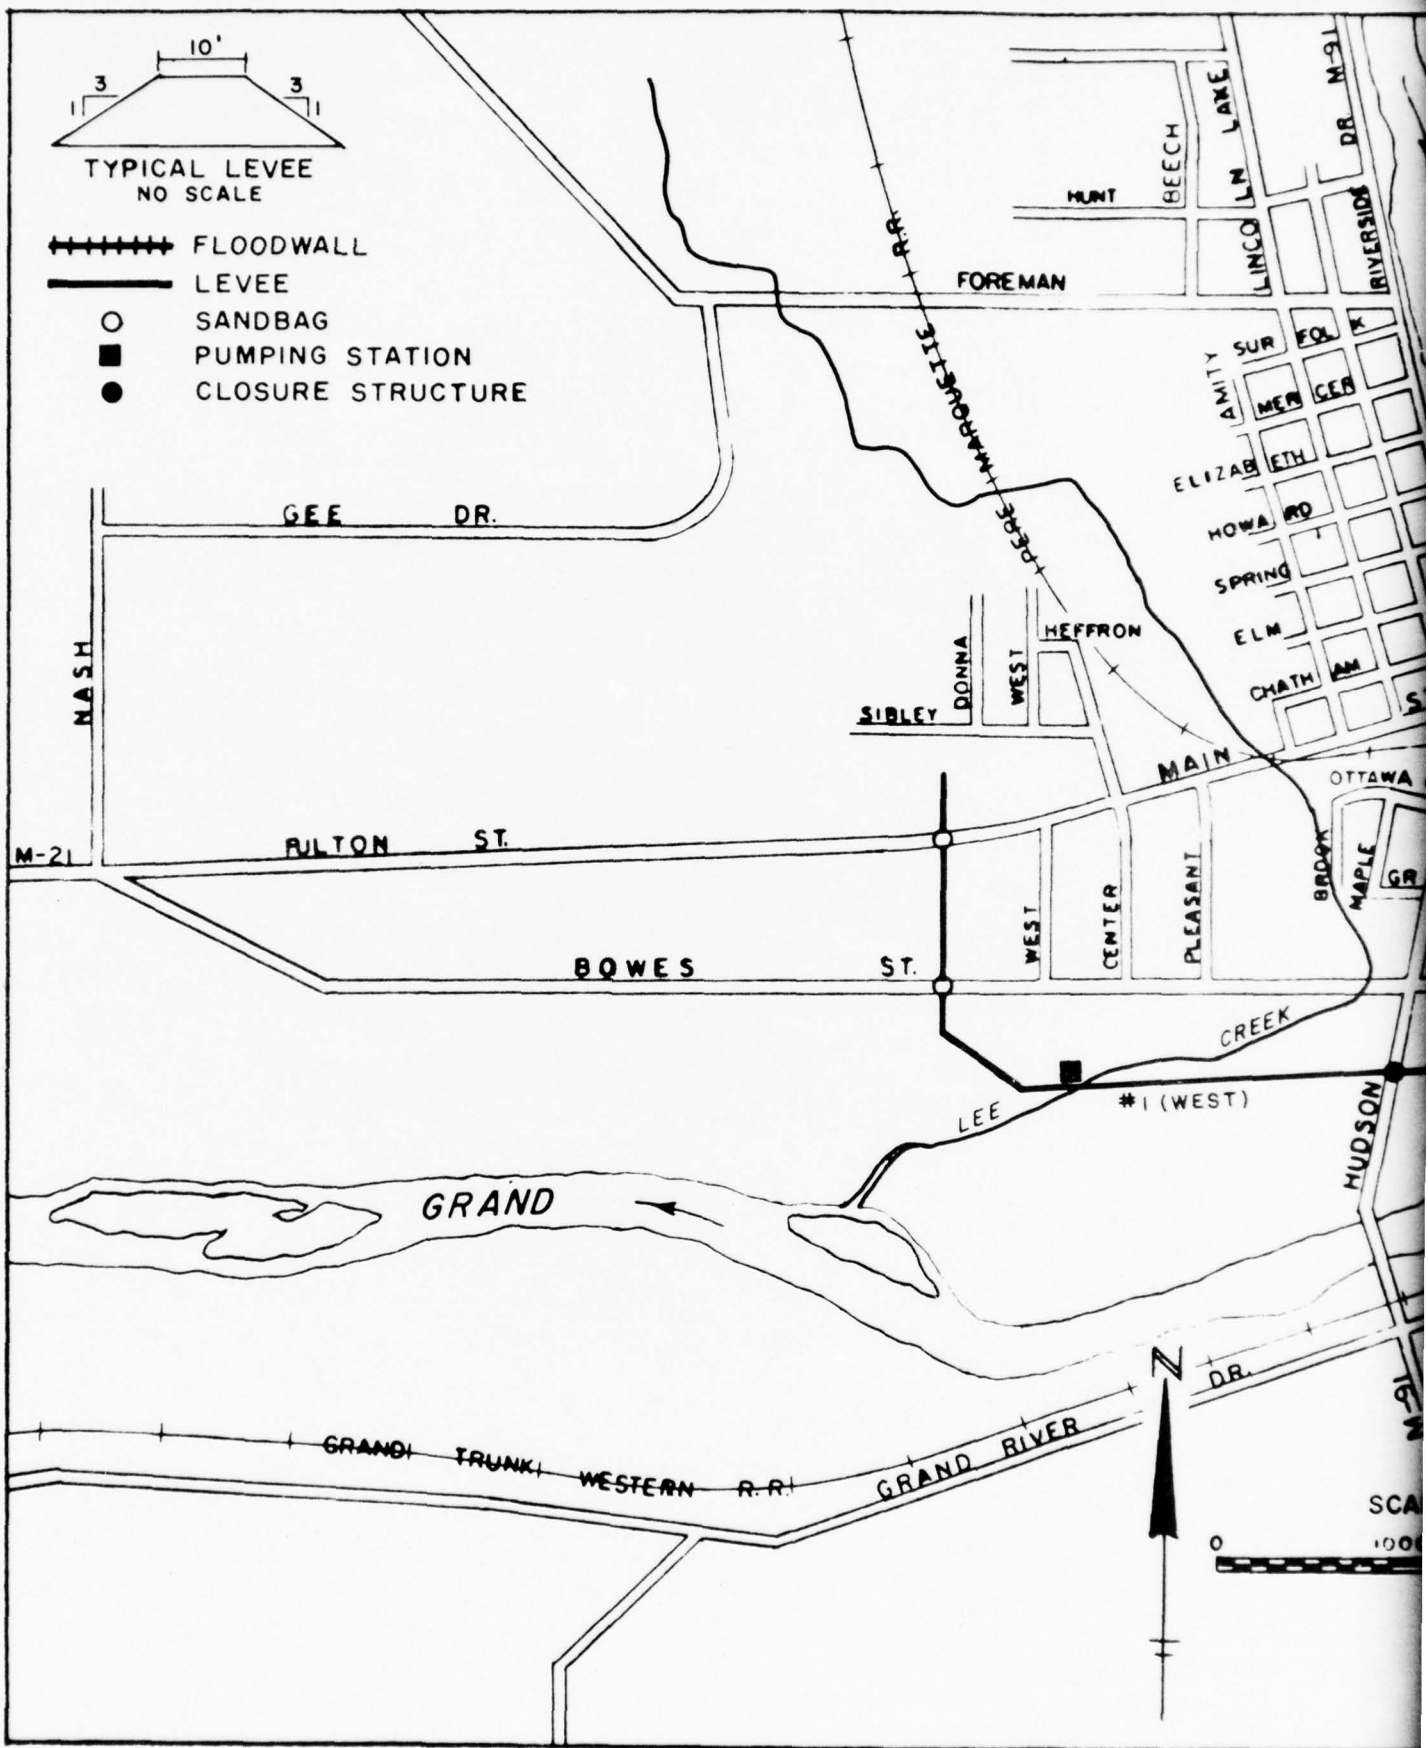 10'
3
1
3
1
TYPICAL LEVEE
NO SCALE
FLOODWALL
LEVEE
SANDBAG
PUMPING STATION
CLOSURE STRUCTURE
DR M-91
LINCOLN LAKE
BEECH
HUNT
RIVERSIDE
R.R.
FOREMAN
PERE MARQUETTE
SURFOLK
AMITY
MERCER
ELIZABETH
HOWARD
GEE DR.
SPRING
ELM
HEFFRON
NASH
DONNA
WEST
CHATHAM
S
SIBLEY
MAIN
OTTAWA
M-21
FULTON ST.
BROOK
MAPLE
GR
WEST
CENTER
PLEASANT
BOWES ST.
LEE CREEK
#1 (WEST)
HUDSON
GRAND
N
GRAND RIVER DR.
M-91
GRAND TRUNK WESTERN R.R.
SCA
0 1000